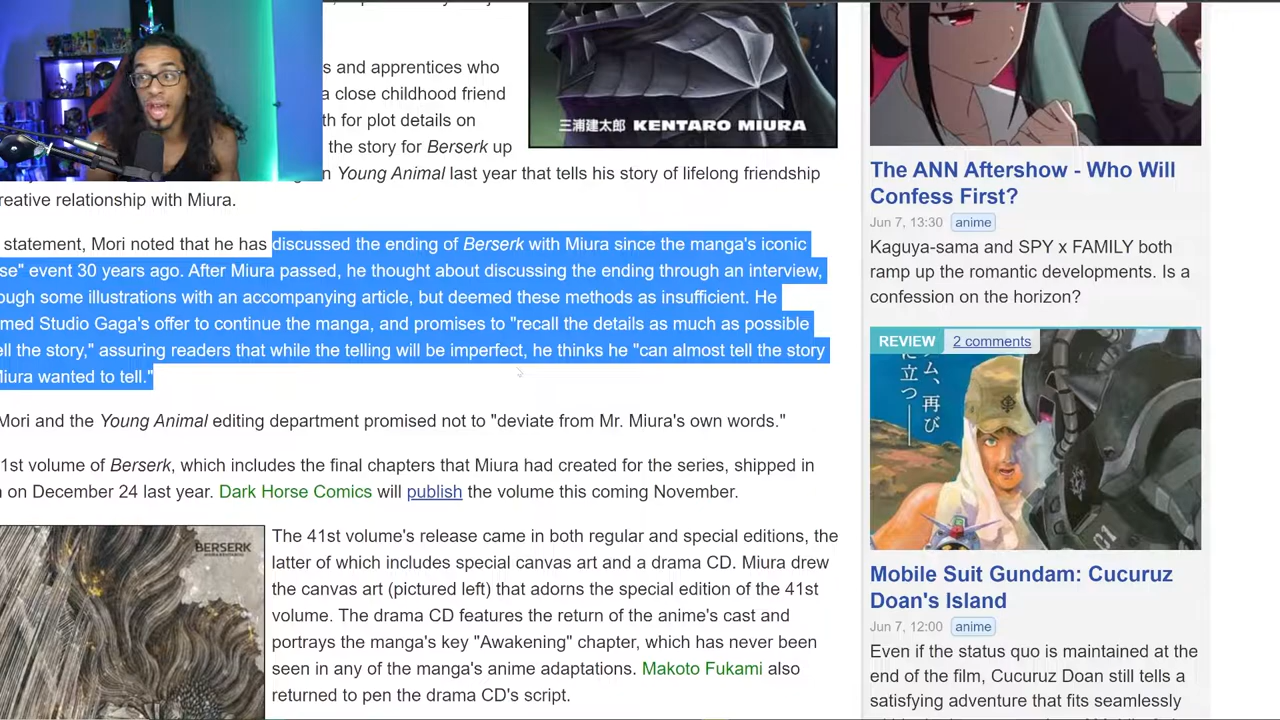 s and apprentices who
a close childhood friend
th for plot details on
the story for Berserk up
n Young Animal last year that tells his story of lifelong friendship
reative relationship with Miura.
三浦建太郎 KENTARO MIURA
statement, Mori noted that he has discussed the ending of Berserk with Miura since the manga's iconic
se" event 30 years ago. After Miura passed, he thought about discussing the ending through an interview,
ough some illustrations with an accompanying article, but deemed these methods as insufficient. He
med Studio Gaga's offer to continue the manga, and promises to "recall the details as much as possible
ell the story," assuring readers that while the telling will be imperfect, he thinks he "can almost tell the story
Miura wanted to tell."
Mori and the Young Animal editing department promised not to "deviate from Mr. Miura's own words."
1st volume of Berserk, which includes the final chapters that Miura had created for the series, shipped in
n on December 24 last year. Dark Horse Comics will publish the volume this coming November.
BERSERK
The 41st volume's release came in both regular and special editions, the
latter of which includes special canvas art and a drama CD. Miura drew
the canvas art (pictured left) that adorns the special edition of the 41st
volume. The drama CD features the return of the anime's cast and
portrays the manga's key "Awakening" chapter, which has never been
seen in any of the manga's anime adaptations. Makoto Fukami also
returned to pen the drama CD's script.
The ANN Aftershow - Who Will
Confess First?
Jun 7, 13:30 anime
Kaguya-sama and SPY x FAMILY both
ramp up the romantic developments. Is a
confession on the horizon?
REVIEW 2 comments
ム、再び
に立つ
01
Mobile Suit Gundam: Cucuruz
Doan's Island
Jun 7, 12:00 anime
Even if the status quo is maintained at
the end of the film, Cucuruz Doan still tells a
satisfying adventure that fits seamlessly